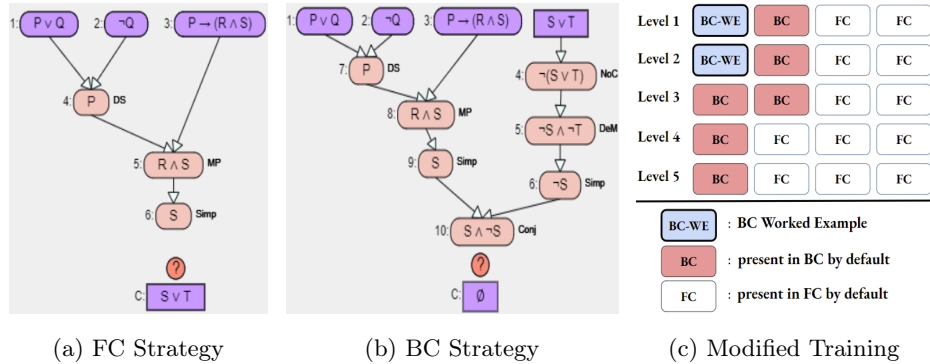 1: P ∨ Q
2: ¬Q
3: P → (R ∧ S)
4: P DS
5: R ∧ S MP
6: S Simp
?
C: S ∨ T
(a) FC Strategy
1: P ∨ Q
2: ¬Q
3: P → (R ∧ S)
S ∨ T
7: P DS
4: ¬(S ∨ T) NoC
8: R ∧ S MP
5: ¬S ∧ ¬T DeM
9: S Simp
6: ¬S Simp
10: S ∧ ¬S Conj
?
C: Ø
(b) BC Strategy
Level 1 BC-WE BC FC FC
Level 2 BC-WE BC FC FC
Level 3 BC BC FC FC
Level 4 BC FC FC FC
Level 5 BC FC FC FC
BC-WE : BC Worked Example
BC : present in BC by default
FC : present in FC by default
(c) Modified Training